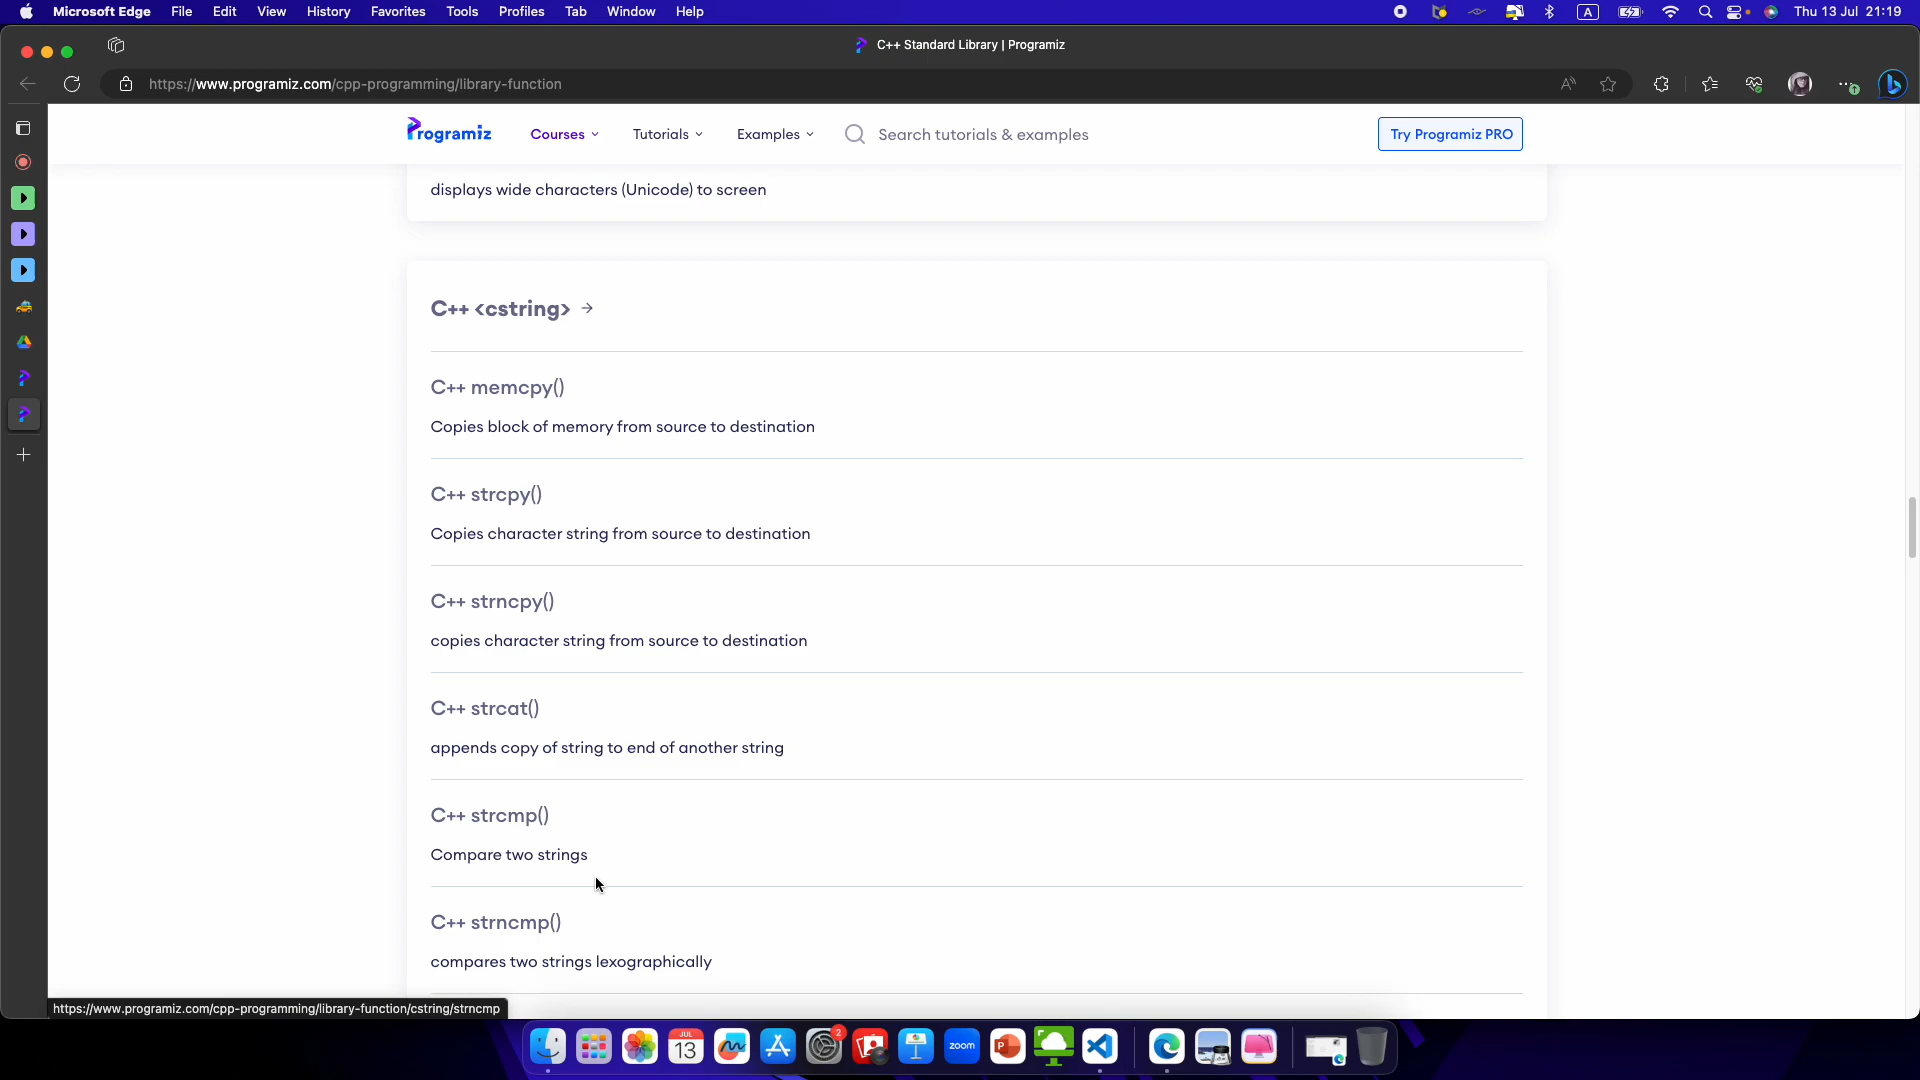 Microsoft Edge File Edit View History Favorites Tools Profiles Tab Window Help A Thu 13 Jul 21:19
C++ Standard Library | Programiz
https://www.programiz.com/cpp-programming/library-function
Programiz Courses Tutorials Examples Search tutorials & examples Try Programiz PRO
displays wide characters (Unicode) to screen
C++ <cstring> →
C++ memcpy()
Copies block of memory from source to destination
C++ strcpy()
Copies character string from source to destination
C++ strncpy()
copies character string from source to destination
C++ strcat()
appends copy of string to end of another string
C++ strcmp()
Compare two strings
C++ strncmp()
compares two strings lexographically
https://www.programiz.com/cpp-programming/library-function/cstring/strncmp
JUL
13
2
zoom